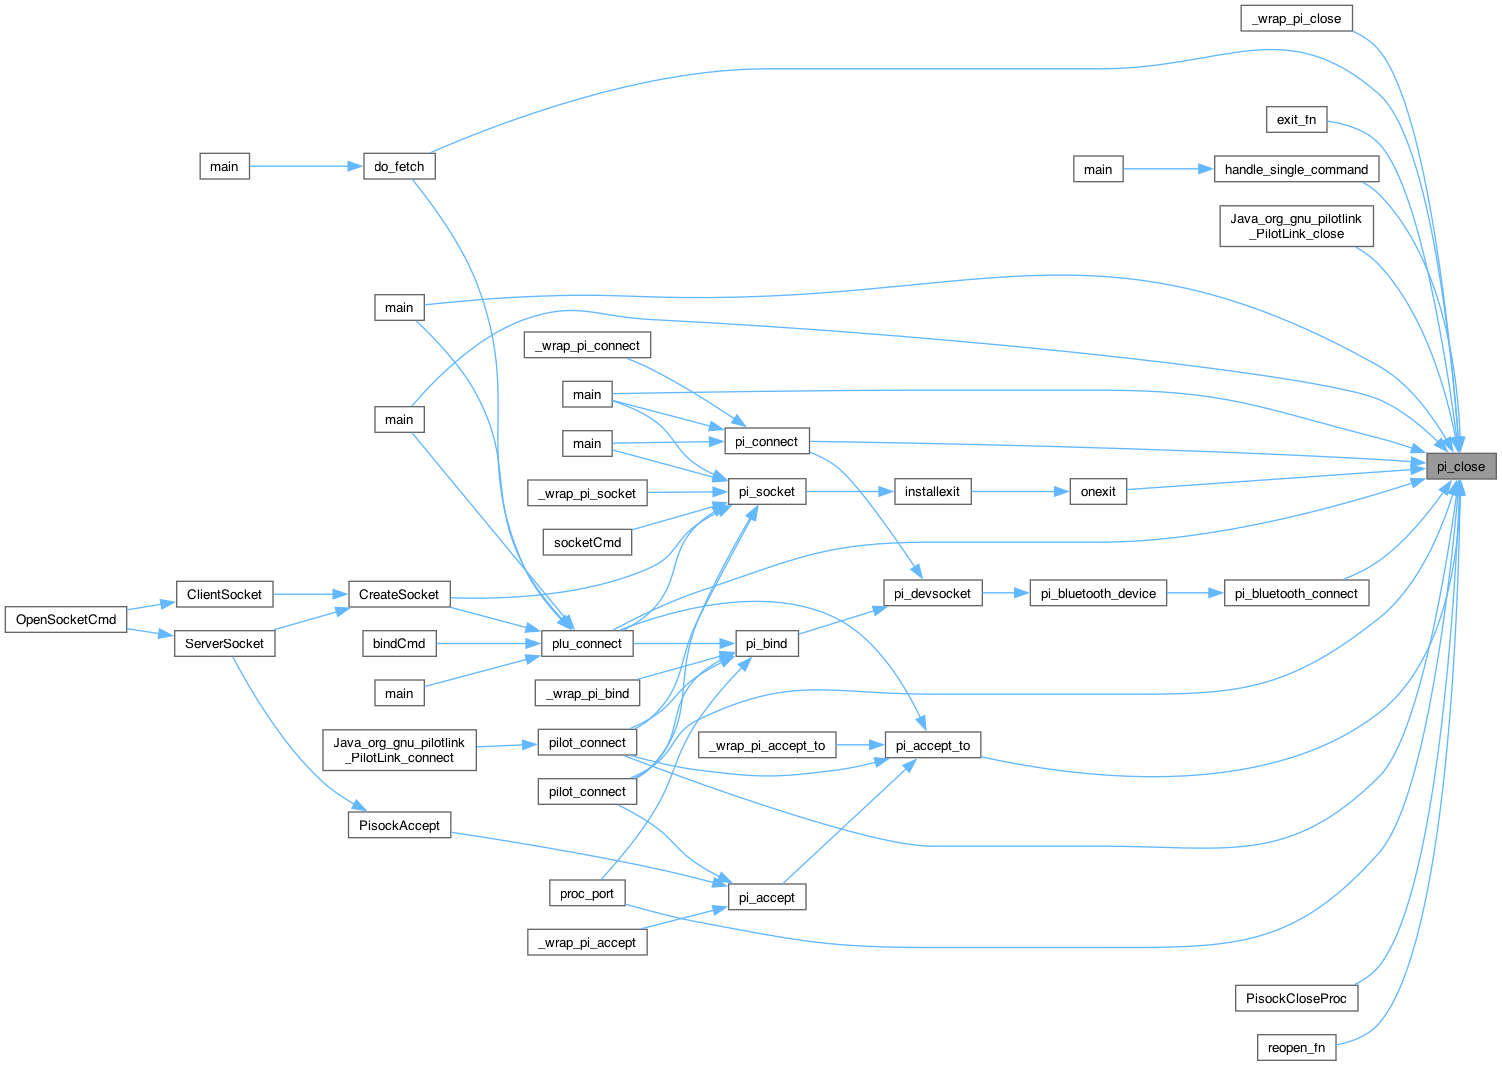 _wrap_pi_close
exit_fn
main
do_fetch
main
handle_single_command
Java_org_gnu_pilotlink
_PilotLink_close
main
_wrap_pi_connect
main
main
pi_connect
main
pi_close
_wrap_pi_socket
pi_socket
installexit
onexit
socketCmd
ClientSocket
CreateSocket
pi_devsocket
pi_bluetooth_device
pi_bluetooth_connect
OpenSocketCmd
ServerSocket
bindCmd
plu_connect
pi_bind
main
_wrap_pi_bind
Java_org_gnu_pilotlink
_PilotLink_connect
pilot_connect
_wrap_pi_accept_to
pi_accept_to
pilot_connect
PisockAccept
proc_port
pi_accept
_wrap_pi_accept
PisockCloseProc
reopen_fn